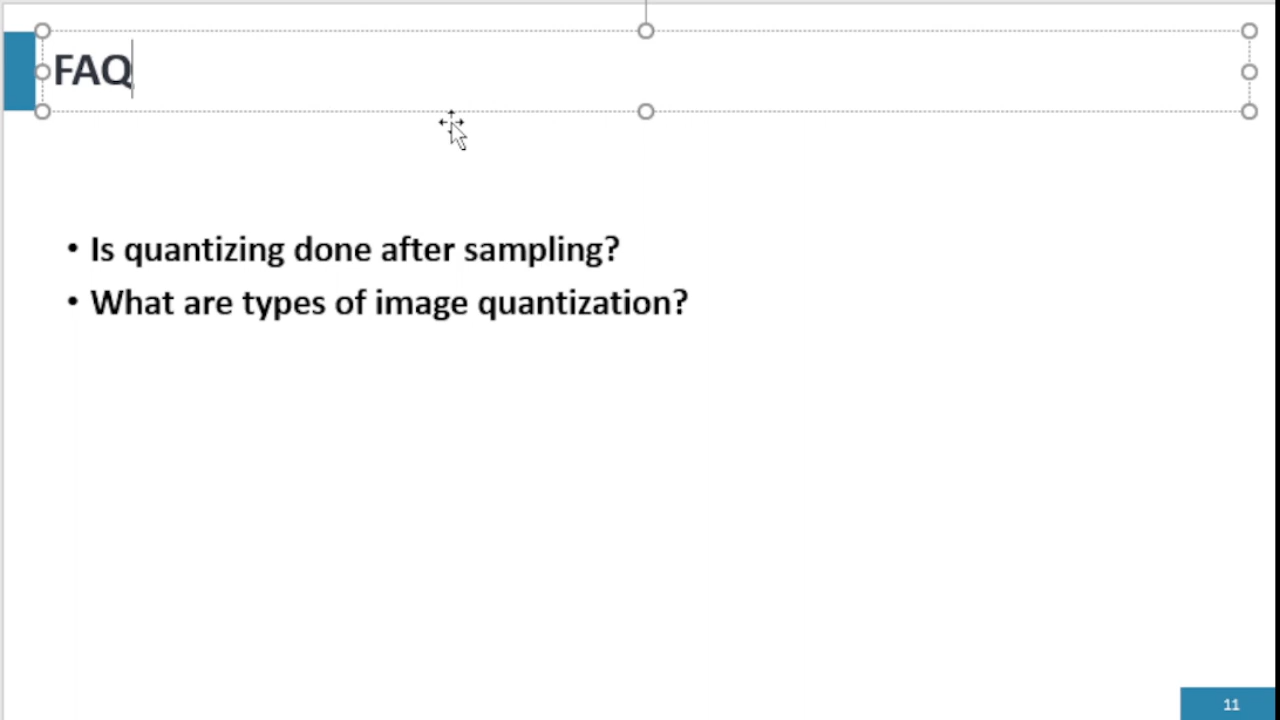 FAQ
• Is quantizing done after sampling?
• What are types of image quantization?
11